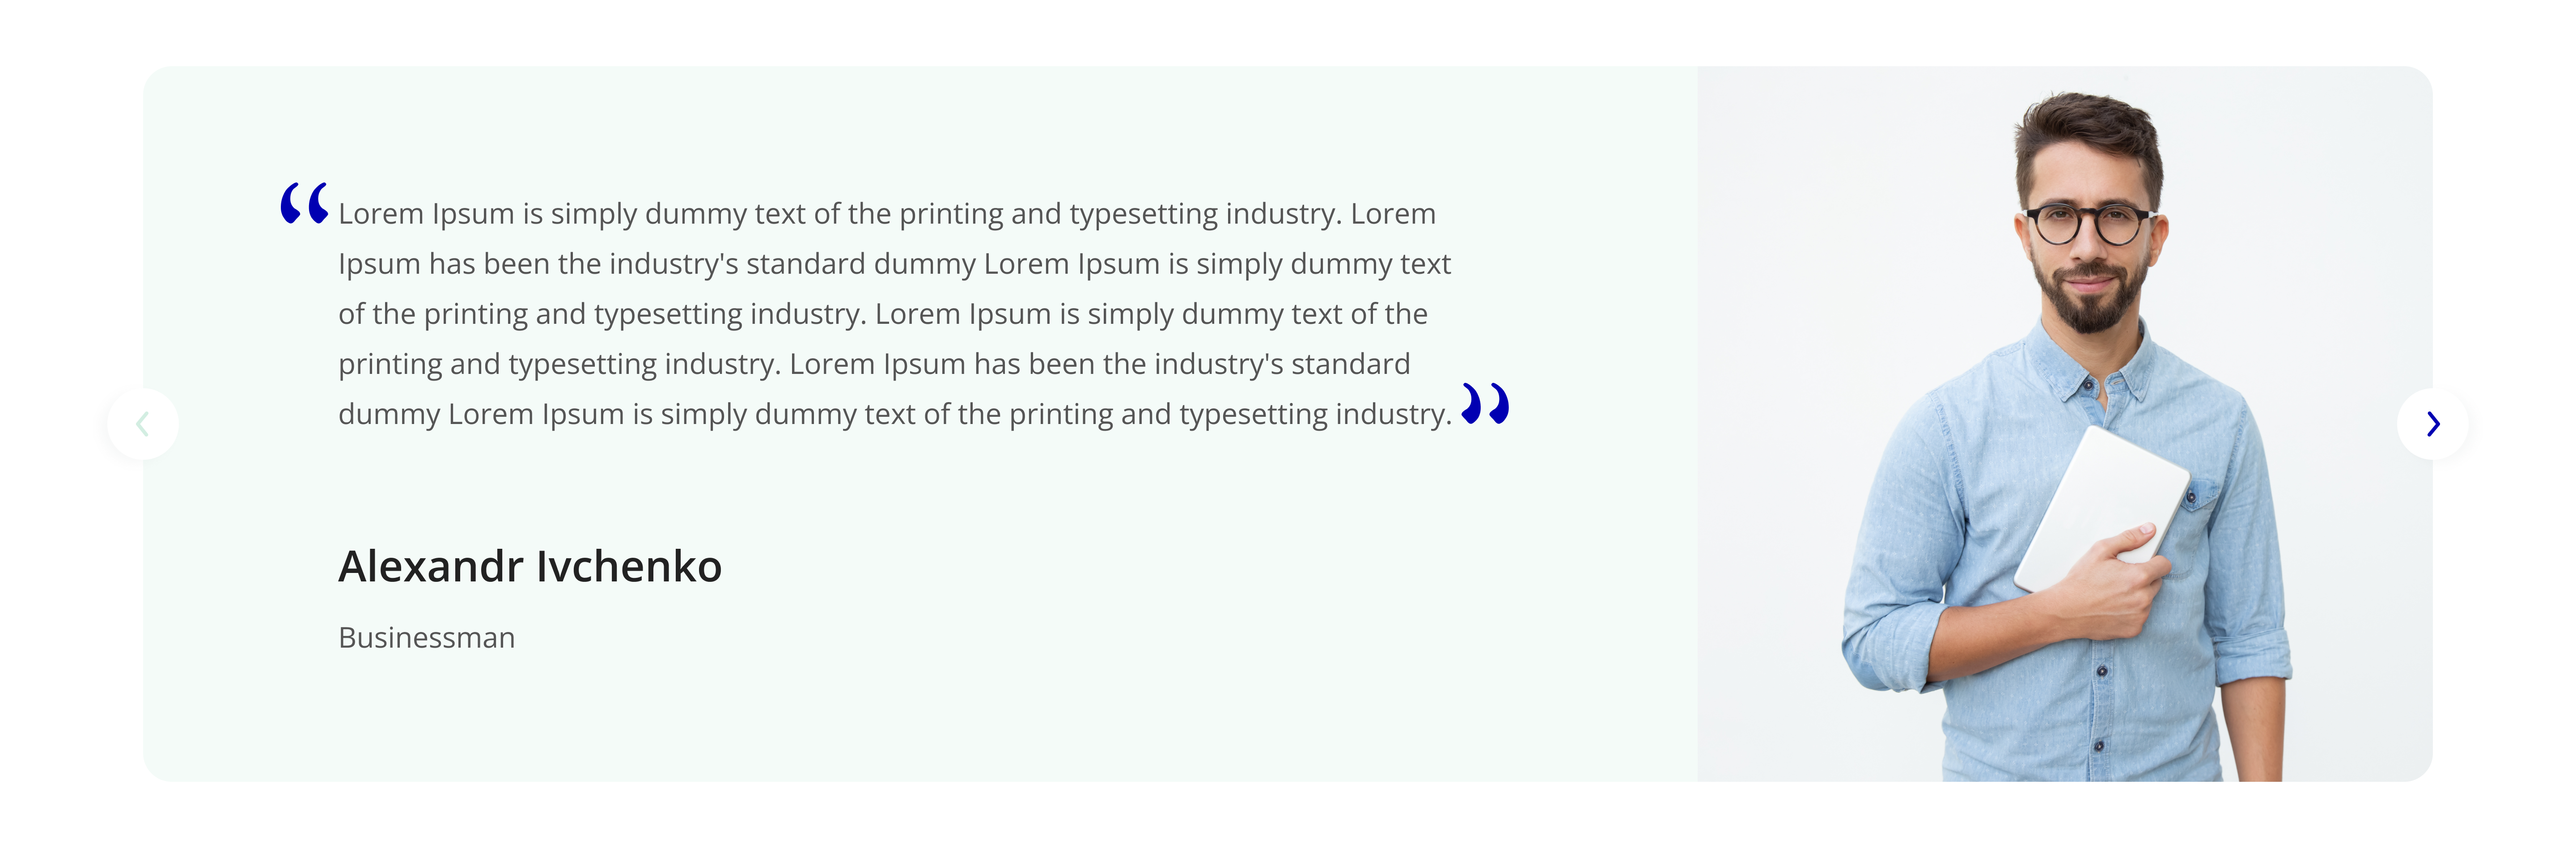 “Lorem Ipsum is simply dummy text of the printing and typesetting industry. Lorem
Ipsum has been the industry's standard dummy Lorem Ipsum is simply dummy text
of the printing and typesetting industry. Lorem Ipsum is simply dummy text of the
printing and typesetting industry. Lorem Ipsum has been the industry's standard
dummy Lorem Ipsum is simply dummy text of the printing and typesetting industry.”
Alexandr Ivchenko
Businessman